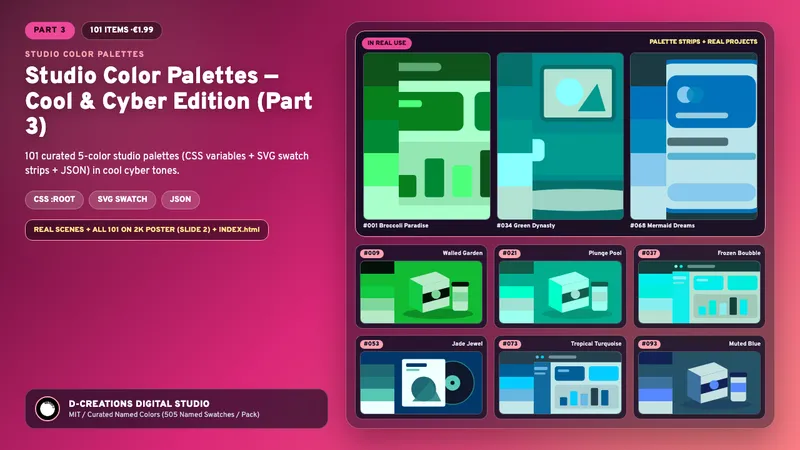 PART 3
101 ITEMS ·€1.99
STUDIO COLOR PALETTES
Studio Color Palettes —
Cool & Cyber Edition (Part
3)
101 curated 5-color studio palettes (CSS variables + SVG swatch
strips + JSON) in cool cyber tones.
CSS :ROOT
SVG SWATCH
JSON
REAL SCENES + ALL 101 ON 2K POSTER (SLIDE 2) + INDEX.html
D-CREATIONS DIGITAL STUDIO
MIT / Curated Named Colors (505 Named Swatches / Pack)
IN REAL USE
PALETTE STRIPS + REAL PROJECTS
#001 Broccoli Paradise
#034 Green Dynasty
#068 Mermaid Dreams
#009
Walled Garden
#021
Plunge Pool
#037
Frozen Boubble
#053
Jade Jewel
#073
Tropical Turquoise
#093
Muted Blue